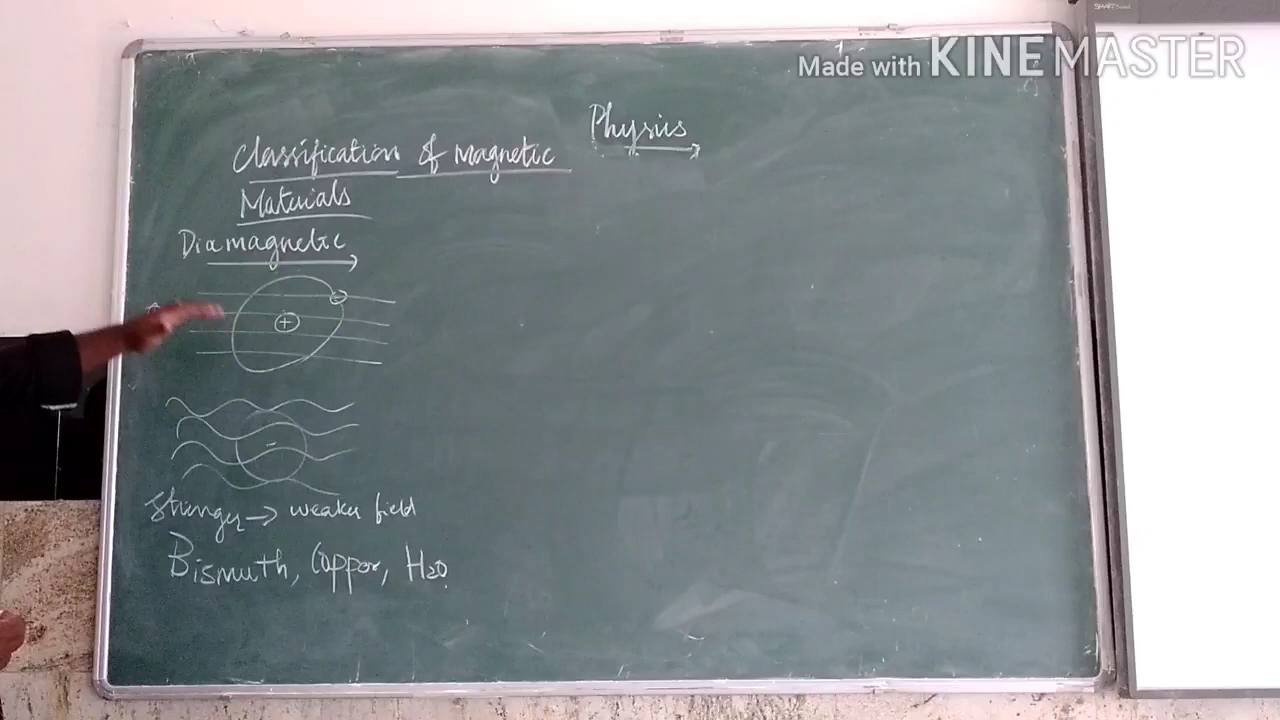 Made with KINEMASTER
Physics
Classification of Magnetic
Materials
Diamagnetic
-
+
-
Stronger → weaker field
Bismuth, Copper, H2O